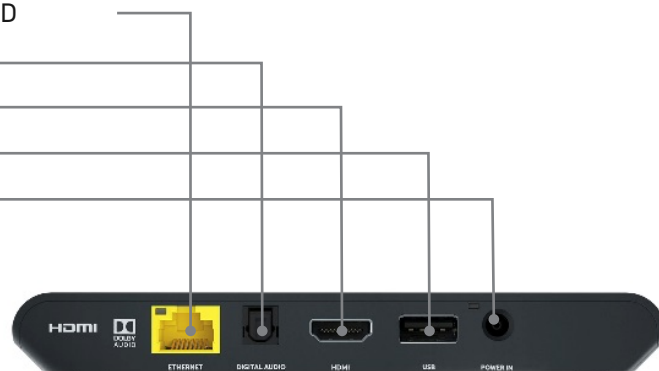 D
HDMI
DOLBY
AUDIO
ETHERNET
DIGITAL AUDIO
HDMI
USB
POWER IN